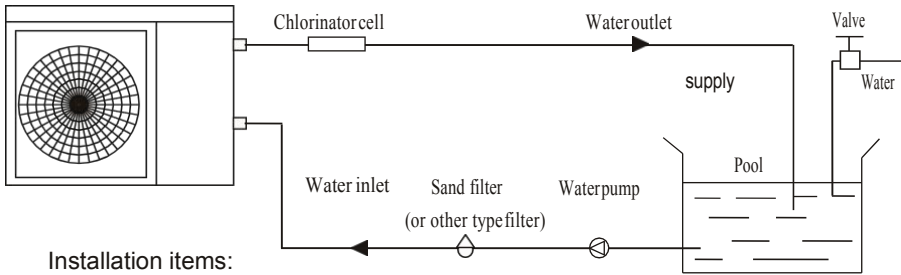 Chlorinator cell
Water outlet
Valve
supply
Water
Pool
Water inlet
Sand filter
(or other type filter)
Water pump
Installation items: